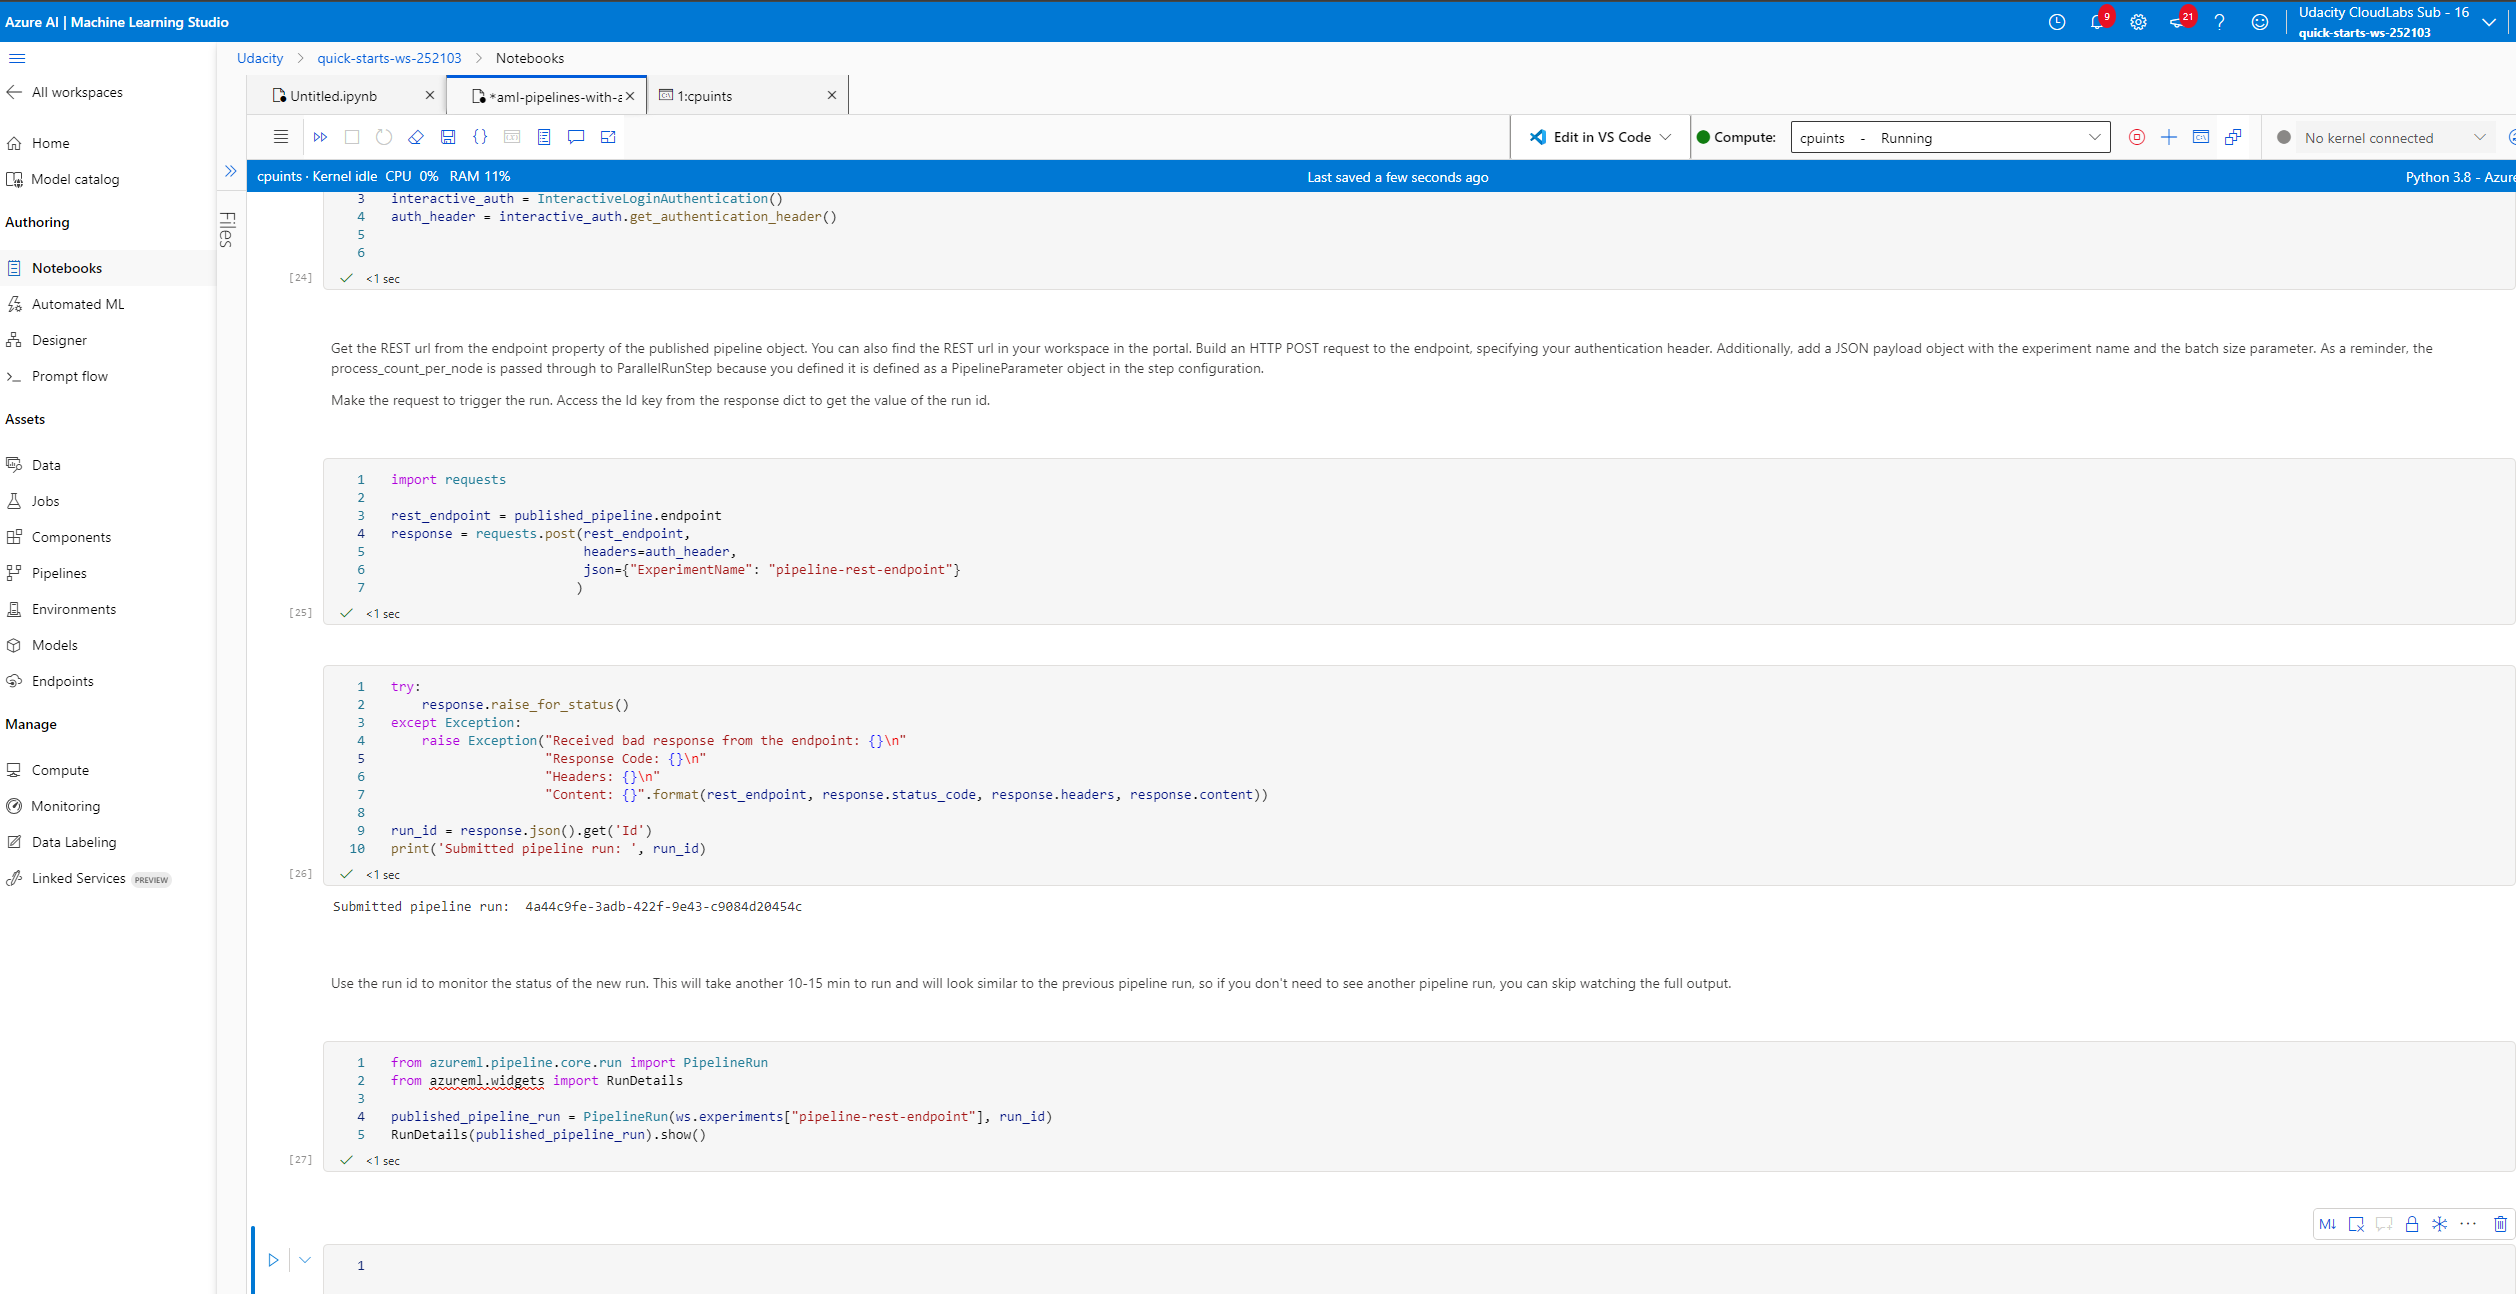 Azure AI | Machine Learning Studio
9
21
Udacity CloudLabs Sub - 16
quick-starts-ws-252103
Udacity > quick-starts-ws-252103 > Notebooks
All workspaces
Home
Model catalog
Authoring
Notebooks
Automated ML
Designer
Prompt flow
Assets
Data
Jobs
Components
Pipelines
Environments
Models
Endpoints
Manage
Compute
Monitoring
Data Labeling
Linked Services PREVIEW
Files
Untitled.ipynb
*aml-pipelines-with-a
1:cpuints
Edit in VS Code
Compute:
cpuints - Running
No kernel connected
cpuints · Kernel idle CPU 0% RAM 11%
Last saved a few seconds ago
Python 3.8 - Azure
3 interactive_auth = InteractiveLoginAuthentication()
4 auth_header = interactive_auth.get_authentication_header()
5
6
[24]
<1 sec
Get the REST url from the endpoint property of the published pipeline object. You can also find the REST url in your workspace in the portal. Build an HTTP POST request to the endpoint, specifying your authentication header. Additionally, add a JSON payload object with the experiment name and the batch size parameter. As a reminder, the
process_count_per_node is passed through to ParallelRunStep because you defined it is defined as a PipelineParameter object in the step configuration.
Make the request to trigger the run. Access the Id key from the response dict to get the value of the run id.
1 import requests
2
3 rest_endpoint = published_pipeline.endpoint
4 response = requests.post(rest_endpoint,
5                          headers=auth_header,
6                          json={"ExperimentName": "pipeline-rest-endpoint"}
7                         )
[25]
<1 sec
1 try:
2     response.raise_for_status()
3 except Exception:
4     raise Exception("Received bad response from the endpoint: {}\n"
5                     "Response Code: {}\n"
6                     "Headers: {}\n"
7                     "Content: {}".format(rest_endpoint, response.status_code, response.headers, response.content))
8
9 run_id = response.json().get('Id')
10 print('Submitted pipeline run: ', run_id)
[26]
<1 sec
Submitted pipeline run:  4a44c9fe-3adb-422f-9e43-c9084d20454c
Use the run id to monitor the status of the new run. This will take another 10-15 min to run and will look similar to the previous pipeline run, so if you don't need to see another pipeline run, you can skip watching the full output.
1 from azureml.pipeline.core.run import PipelineRun
2 from azureml.widgets import RunDetails
3
4 published_pipeline_run = PipelineRun(ws.experiments["pipeline-rest-endpoint"], run_id)
5 RunDetails(published_pipeline_run).show()
[27]
<1 sec
M↓
1